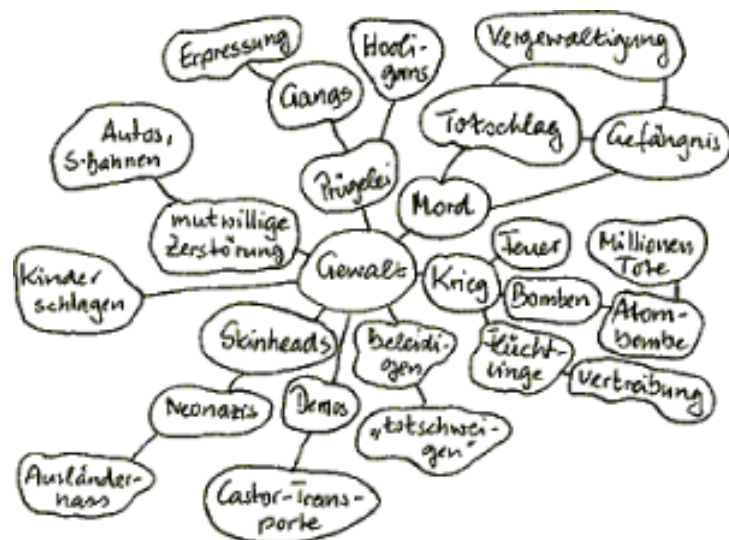 Erpressung
Hooli-
gans
Vergewaltigung
Gangs
Totschlag
Gefängnis
Autos,
S-Bahnen
Prügelei
Mord
mutwillige
Zerstörung
Gewalt
Krieg
Feuer
Millionen
Tote
Bomben
Atom-
bombe
Kinder
schlagen
Skinheads
Beleidi-
gen
Flücht-
linge
Vertreibung
Neonazis
Demos
„totschwei-
gen"
Ausländer-
hass
Castor-Trans-
porte